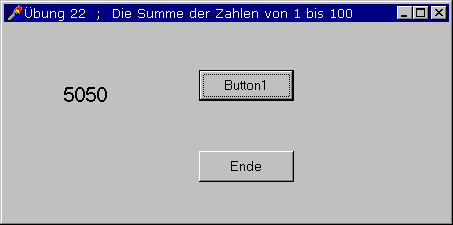 Übung 22 ; Die Summe der Zahlen von 1 bis 100
5050
Button1
Ende